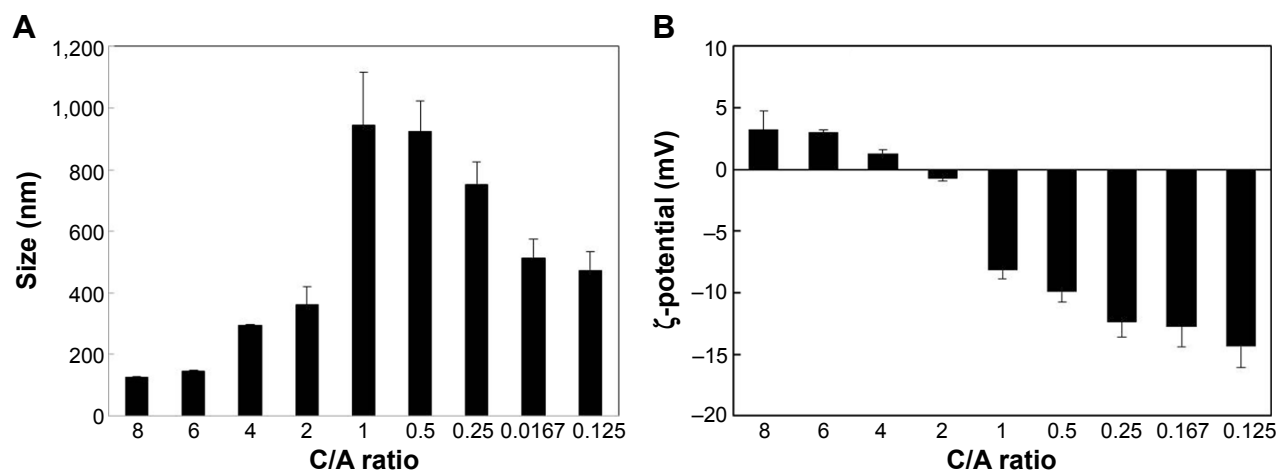 A
1,200
1,000
800
600
400
200
0
Size (nm)
8 6 4 2 1 0.5 0.25 0.0167 0.125
C/A ratio
B
10
5
0
–5
–10
–15
–20
ζ-potential (mV)
8 6 4 2 1 0.5 0.25 0.167 0.125
C/A ratio